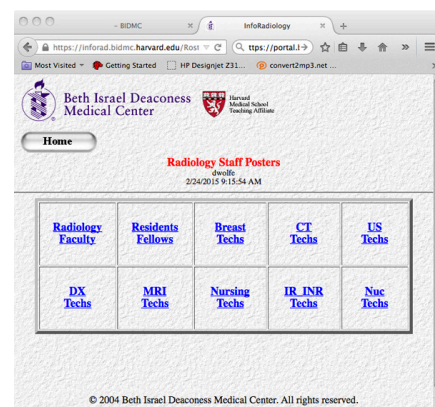 - BIDMC
InfoRadiology
https://inforad.bidmc.harvard.edu/Rost
ttps://portal.l
Most Visited
Getting Started
HP Designjet Z31...
convert2mp3.net ...
Beth Israel Deaconess
Medical Center
Harvard
Medical School
Teaching Affiliate
Home
Radiology Staff Posters
dwolfe
2/24/2015 9:15:54 AM
Radiology
Faculty
Residents
Fellows
Breast
Techs
CT
Techs
US
Techs
DX
Techs
MRI
Techs
Nursing
Techs
IR_INR
Techs
Nuc
Techs
© 2004 Beth Israel Deaconess Medical Center. All rights reserved.